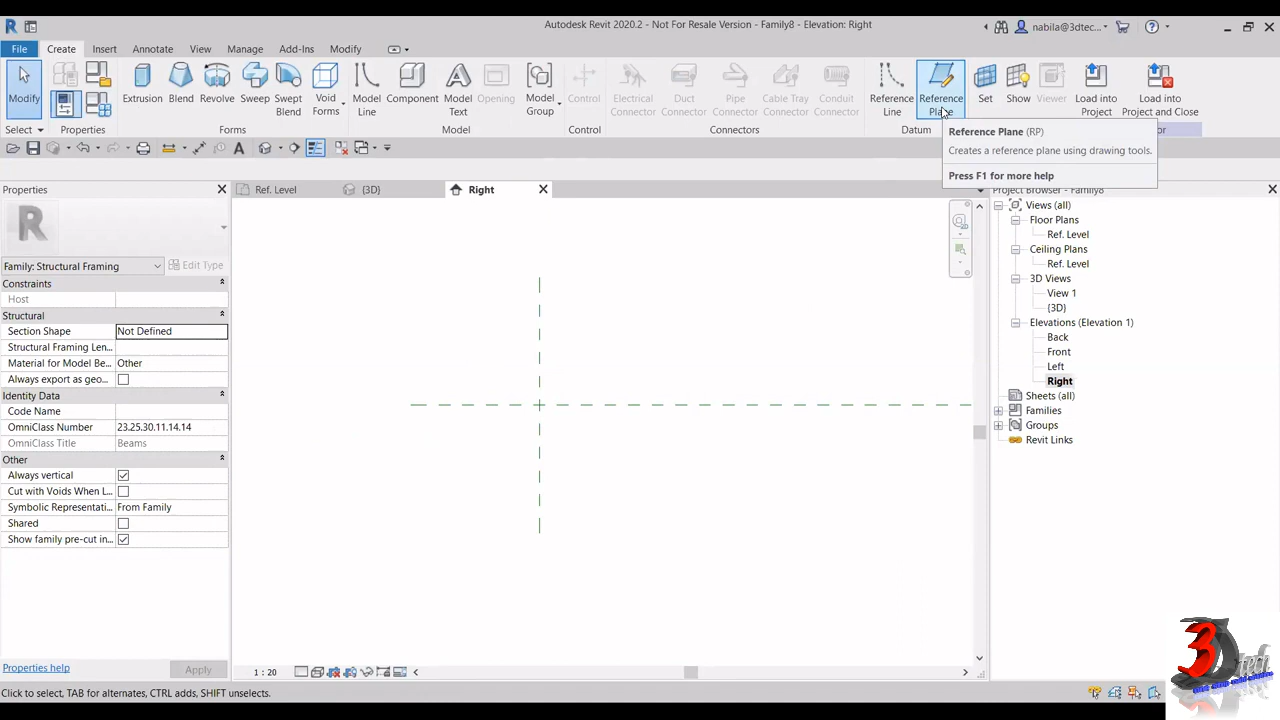 Autodesk Revit 2020.2 - Not For Resale Version - Family8 - Elevation: Right
nabila@3dtec...
File Create Insert Annotate View Manage Add-Ins Modify
Modify
Extrusion Blend Revolve Sweep Swept Blend Void Forms
Model Line Component Model Text Opening Model Group
Control
Electrical Connector Duct Connector Pipe Connector Cable Tray Connector Conduit Connector
Reference Line Reference Plane
Set Show Viewer
Load into Project Load into Project and Close
Select Properties Forms Model Control Connectors Datum
Reference Plane (RP)
Creates a reference plane using drawing tools.
Press F1 for more help
Properties
Ref. Level {3D} Right
Project Browser - Family8
Family: Structural Framing Edit Type
Constraints
Host
Structural
Section Shape Not Defined
Structural Framing Len...
Material for Model Be... Other
Always export as geo...
Identity Data
Code Name
OmniClass Number 23.25.30.11.14.14
OmniClass Title Beams
Other
Always vertical
Cut with Voids When L...
Symbolic Representati... From Family
Shared
Show family pre-cut in...
Views (all)
Floor Plans
Ref. Level
Ceiling Plans
Ref. Level
3D Views
View 1
{3D}
Elevations (Elevation 1)
Back
Front
Left
Right
Sheets (all)
Families
Groups
Revit Links
Properties help Apply
1 : 20
Click to select, TAB for alternates, CTRL adds, SHIFT unselects.
3Dtech